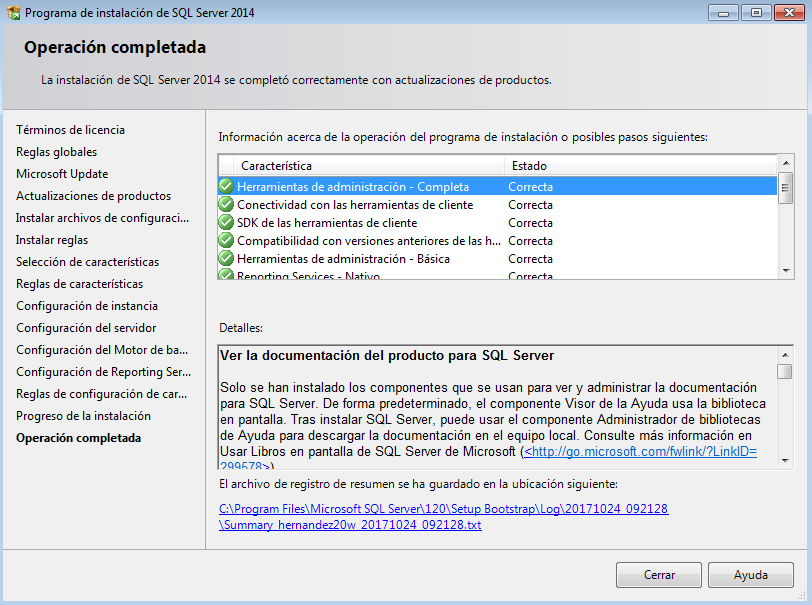 Programa de instalación de SQL Server 2014
Operación completada
La instalación de SQL Server 2014 se completó correctamente con actualizaciones de productos.
Términos de licencia
Reglas globales
Microsoft Update
Actualizaciones de productos
Instalar archivos de configuraci...
Instalar reglas
Selección de características
Reglas de características
Configuración de instancia
Configuración del servidor
Configuración del Motor de ba...
Configuración de Reporting Ser...
Reglas de configuración de car...
Progreso de la instalación
Operación completada
Información acerca de la operación del programa de instalación o posibles pasos siguientes:
Característica Estado
Herramientas de administración - Completa Correcta
Conectividad con las herramientas de cliente Correcta
SDK de las herramientas de cliente Correcta
Compatibilidad con versiones anteriores de las h... Correcta
Herramientas de administración - Básica Correcta
Reporting Services - Nativo Correcta
Detalles:
Ver la documentación del producto para SQL Server
Solo se han instalado los componentes que se usan para ver y administrar la documentación
para SQL Server. De forma predeterminado, el componente Visor de la Ayuda usa la biblioteca
en pantalla. Tras instalar SQL Server, puede usar el componente Administrador de bibliotecas
de Ayuda para descargar la documentación en el equipo local. Consulte más información en
Usar Libros en pantalla de SQL Server de Microsoft (<http://go.microsoft.com/fwlink/?LinkID=
299578>).
El archivo de registro de resumen se ha guardado en la ubicación siguiente:
C:\Program Files\Microsoft SQL Server\120\Setup Bootstrap\Log\20171024_092128
\Summary_hernandez20w_20171024_092128.txt
Cerrar
Ayuda